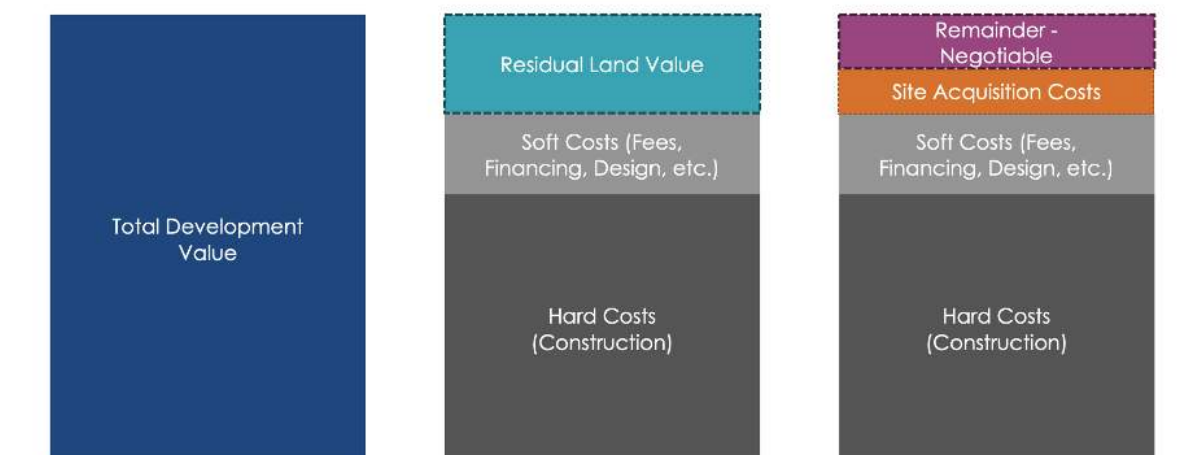 Total Development
Value
Residual Land Value
Soft Costs (Fees,
Financing, Design, etc.)
Hard Costs
(Construction)
Remainder -
Negotiable
Site Acquisition Costs
Soft Costs (Fees,
Financing, Design, etc.)
Hard Costs
(Construction)